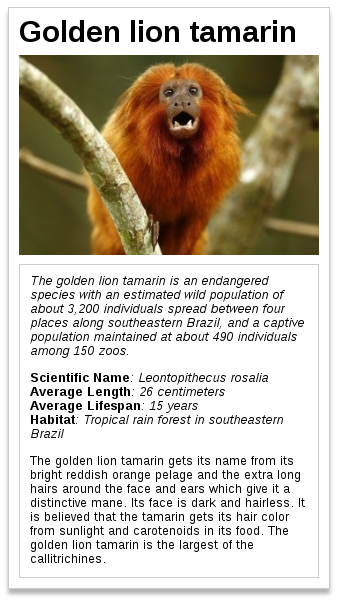 Golden lion tamarin
The golden lion tamarin is an endangered
species with an estimated wild population of
about 3,200 individuals spread between four
places along southeastern Brazil, and a captive
population maintained at about 490 individuals
among 150 zoos.
Scientific Name: Leontopithecus rosalia
Average Length: 26 centimeters
Average Lifespan: 15 years
Habitat: Tropical rain forest in southeastern
Brazil
The golden lion tamarin gets its name from its
bright reddish orange pelage and the extra long
hairs around the face and ears which give it a
distinctive mane. Its face is dark and hairless. It
is believed that the tamarin gets its hair color
from sunlight and carotenoids in its food. The
golden lion tamarin is the largest of the
callitrichines.